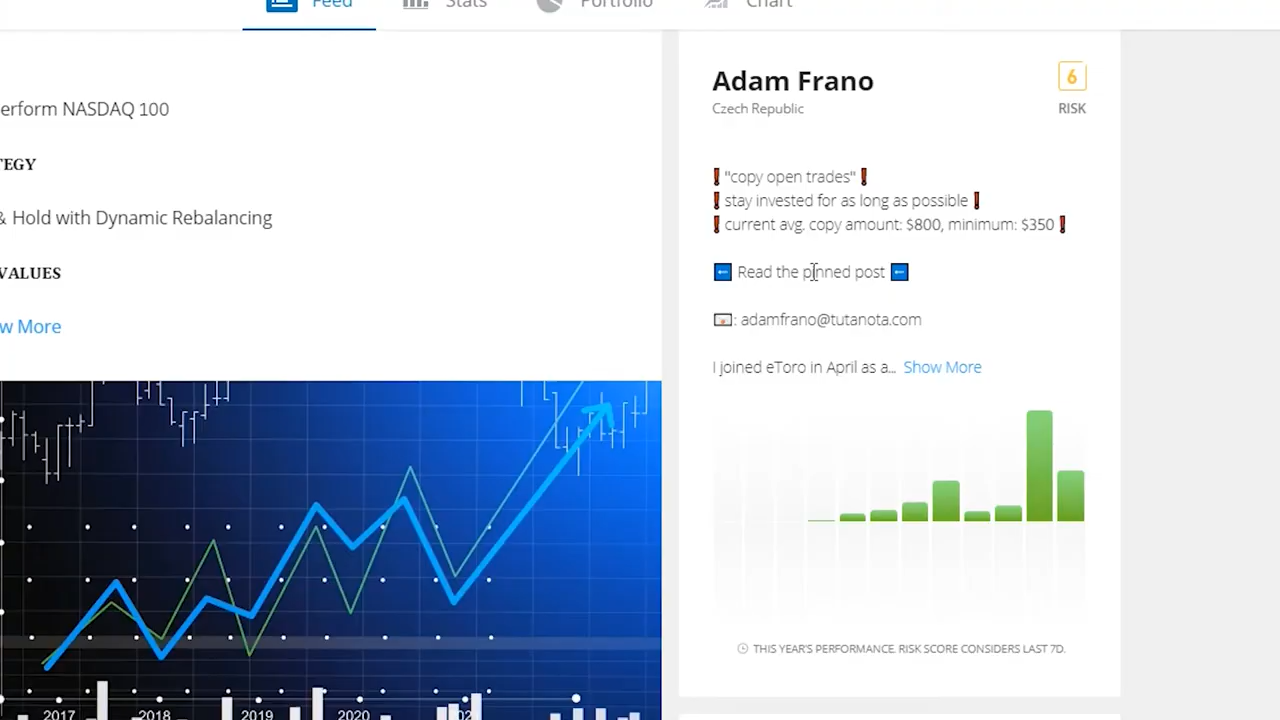 Feed
Stats
Portfolio
Chart
erform NASDAQ 100
TEGY
& Hold with Dynamic Rebalancing
VALUES
w More
2017
2018
2019
2020
Adam Frano
6
Czech Republic
RISK
❗"copy open trades"❗
❗stay invested for as long as possible❗
❗current avg. copy amount: $800, minimum: $350❗
⬅️ Read the pinned post ⬅️
📧: adamfrano@tutanota.com
I joined eToro in April as a... Show More
THIS YEAR'S PERFORMANCE. RISK SCORE CONSIDERS LAST 7D.